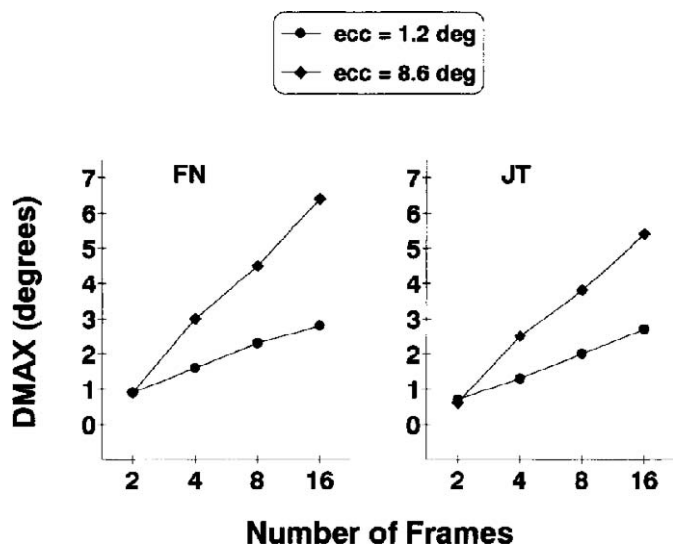 ecc = 1.2 deg
ecc = 8.6 deg
FN
JT
DMAX (degrees)
7
6
5
4
3
2
1
0
2 4 8 16
7
6
5
4
3
2
1
0
2 4 8 16
Number of Frames